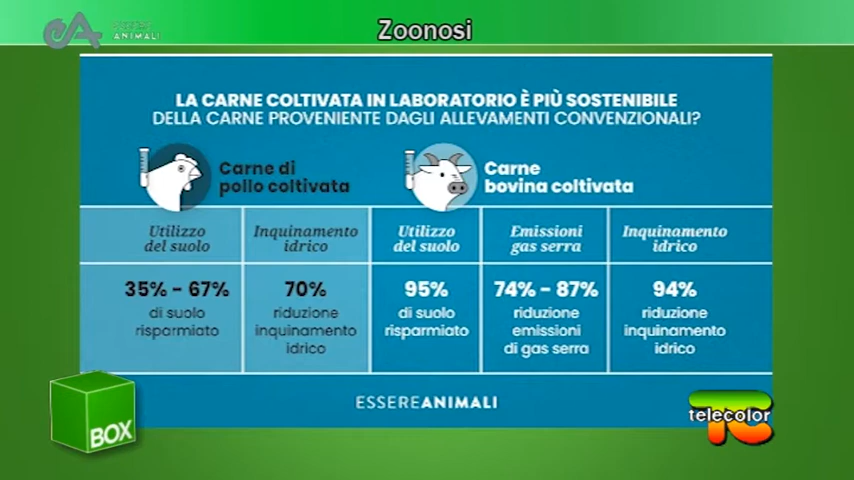 ESSERE
ANIMALI
Zoonosi
LA CARNE COLTIVATA IN LABORATORIO È PIÙ SOSTENIBILE
DELLA CARNE PROVENIENTE DAGLI ALLEVAMENTI CONVENZIONALI?
Carne di
pollo coltivata
Carne
bovina coltivata
Utilizzo
del suolo
Inquinamento
idrico
Utilizzo
del suolo
Emissioni
gas serra
Inquinamento
idrico
35% - 67%
di suolo
risparmiato
70%
riduzione
inquinamento
idrico
95%
di suolo
risparmiato
74% - 87%
riduzione
emissioni
di gas serra
94%
riduzione
inquinamento
idrico
ESSEREANIMALI
BOX
telecolor